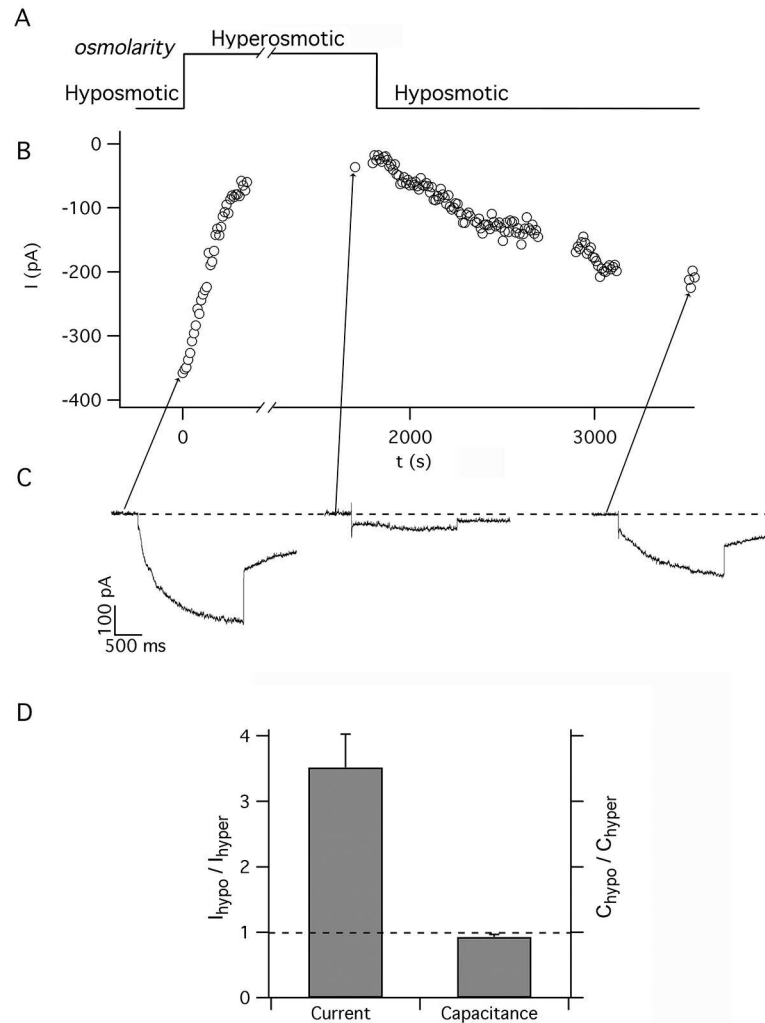 A
Hyperosmotic
osmolarity
Hyposmotic
Hyposmotic
B
0
-100
-200
-300
-400
I (pA)
0
2000
3000
t (s)
C
100 pA
500 ms
D
4
3
2
1
0
Ihypo / Ihyper
Chypo / Chyper
Current
Capacitance